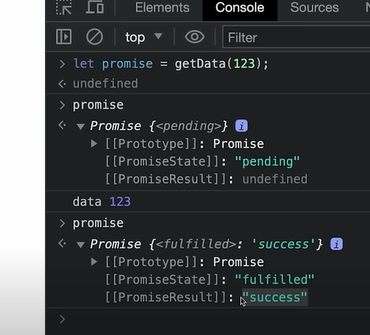 Elements Console Sources
top Filter
> let promise = getData(123);
undefined
> promise
Promise {<pending>} i
[[Prototype]]: Promise
[[PromiseState]]: "pending"
[[PromiseResult]]: undefined
data 123
> promise
Promise {<fulfilled>: 'success'} i
[[Prototype]]: Promise
[[PromiseState]]: "fulfilled"
[[PromiseResult]]: "success"
>